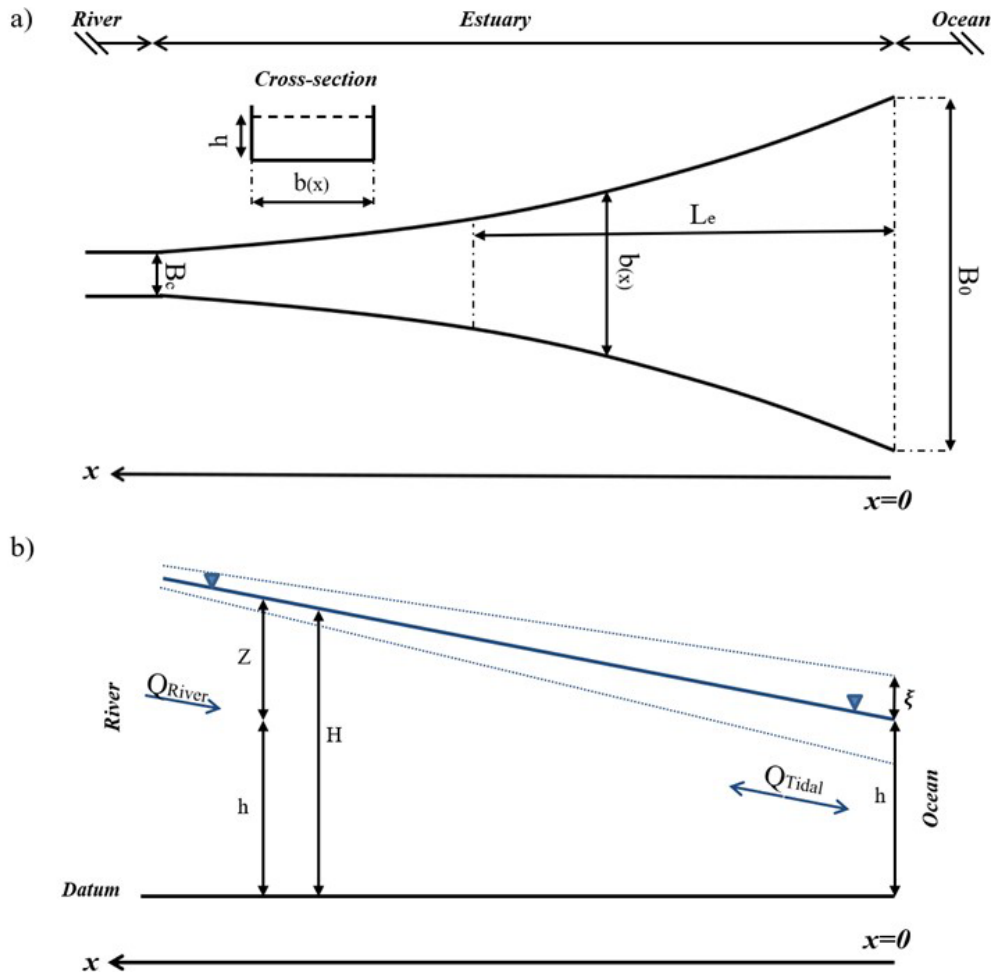 a)
River Estuary Ocean
Cross-section
h
b(x)
Le
Bc
b(x)
B0
x
x=0
b)
Z
ξ
QRiver
River
H
QTidal
h
h
Ocean
Datum
x=0
x